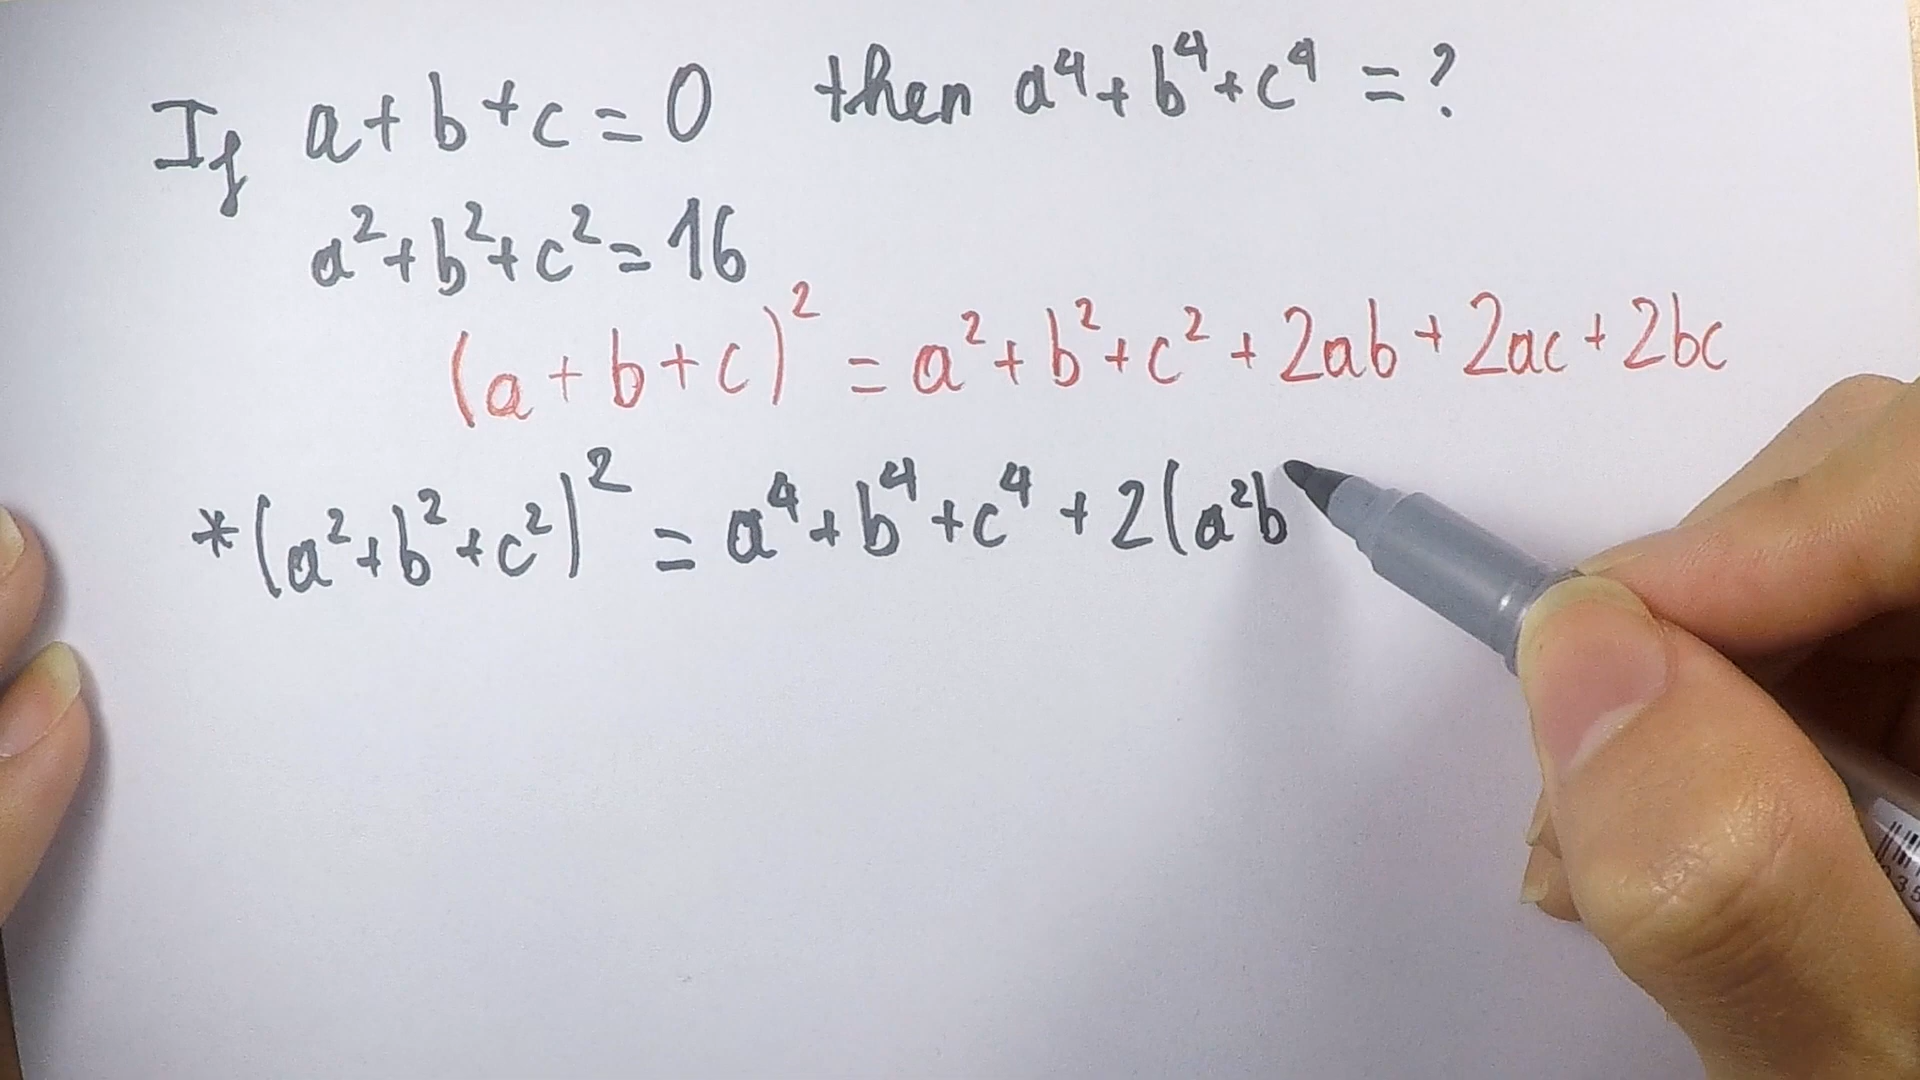 If a+b+c=0 then a⁴+b⁴+c⁴ =?
a²+b²+c²=16
(a+b+c)² = a²+b²+c²+2ab+2ac+2bc
*(a²+b²+c²)² = a⁴+b⁴+c⁴+2(a²b